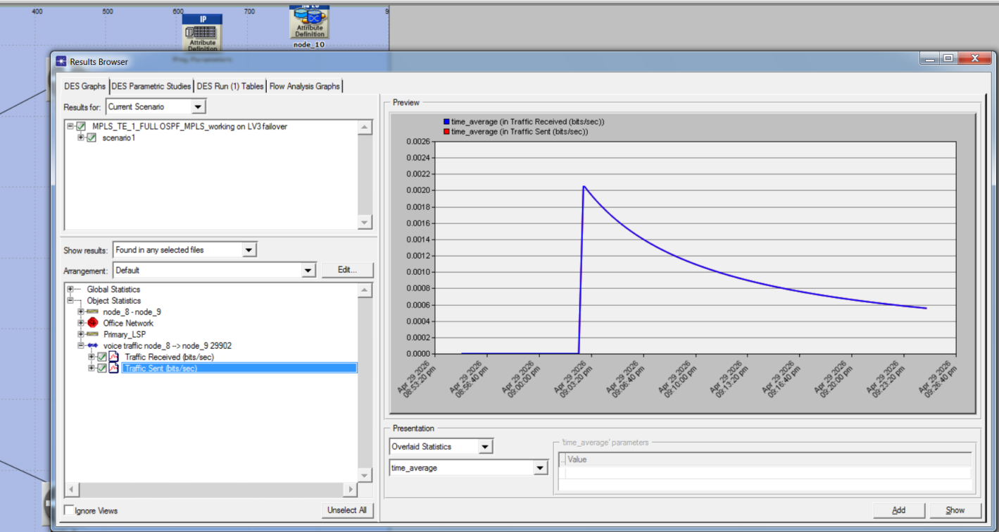 400 500 600 700 9
IP
Attribute
Definition
Attribute
Definition
node_10
Results Browser
DES Graphs DES Parametric Studies DES Run (1) Tables Flow Analysis Graphs
Results for: Current Scenario
MPLS_TE_1_FULL OSPF_MPLS_working on LV3 failover
scenario1
Show results: Found in any selected files
Arrangement: Default Edit...
Global Statistics
Object Statistics
node_8 - node_9
Office Network
Primary_LSP
voice traffic node_8 --> node_9 29902
Traffic Received (bits/sec)
Traffic Sent (bits/sec)
Ignore Views Unselect All
Preview
time_average (in Traffic Received (bits/sec))
time_average (in Traffic Sent (bits/sec))
0.0026
0.0024
0.0022
0.0020
0.0018
0.0016
0.0014
0.0012
0.0010
0.0008
0.0006
0.0004
0.0002
0.0000
Apr 29 2026
08:53:20 pm
Apr 29 2026
08:56:40 pm
Apr 29 2026
09:00:00 pm
Apr 29 2026
09:03:20 pm
Apr 29 2026
09:06:40 pm
Apr 29 2026
09:10:00 pm
Apr 29 2026
09:13:20 pm
Apr 29 2026
09:16:40 pm
Apr 29 2026
09:20:00 pm
Apr 29 2026
09:23:20 pm
Apr 29 2026
09:26:40 pm
Presentation
Overlaid Statistics
time_average
'time_average' parameters
.. Value
Add Show